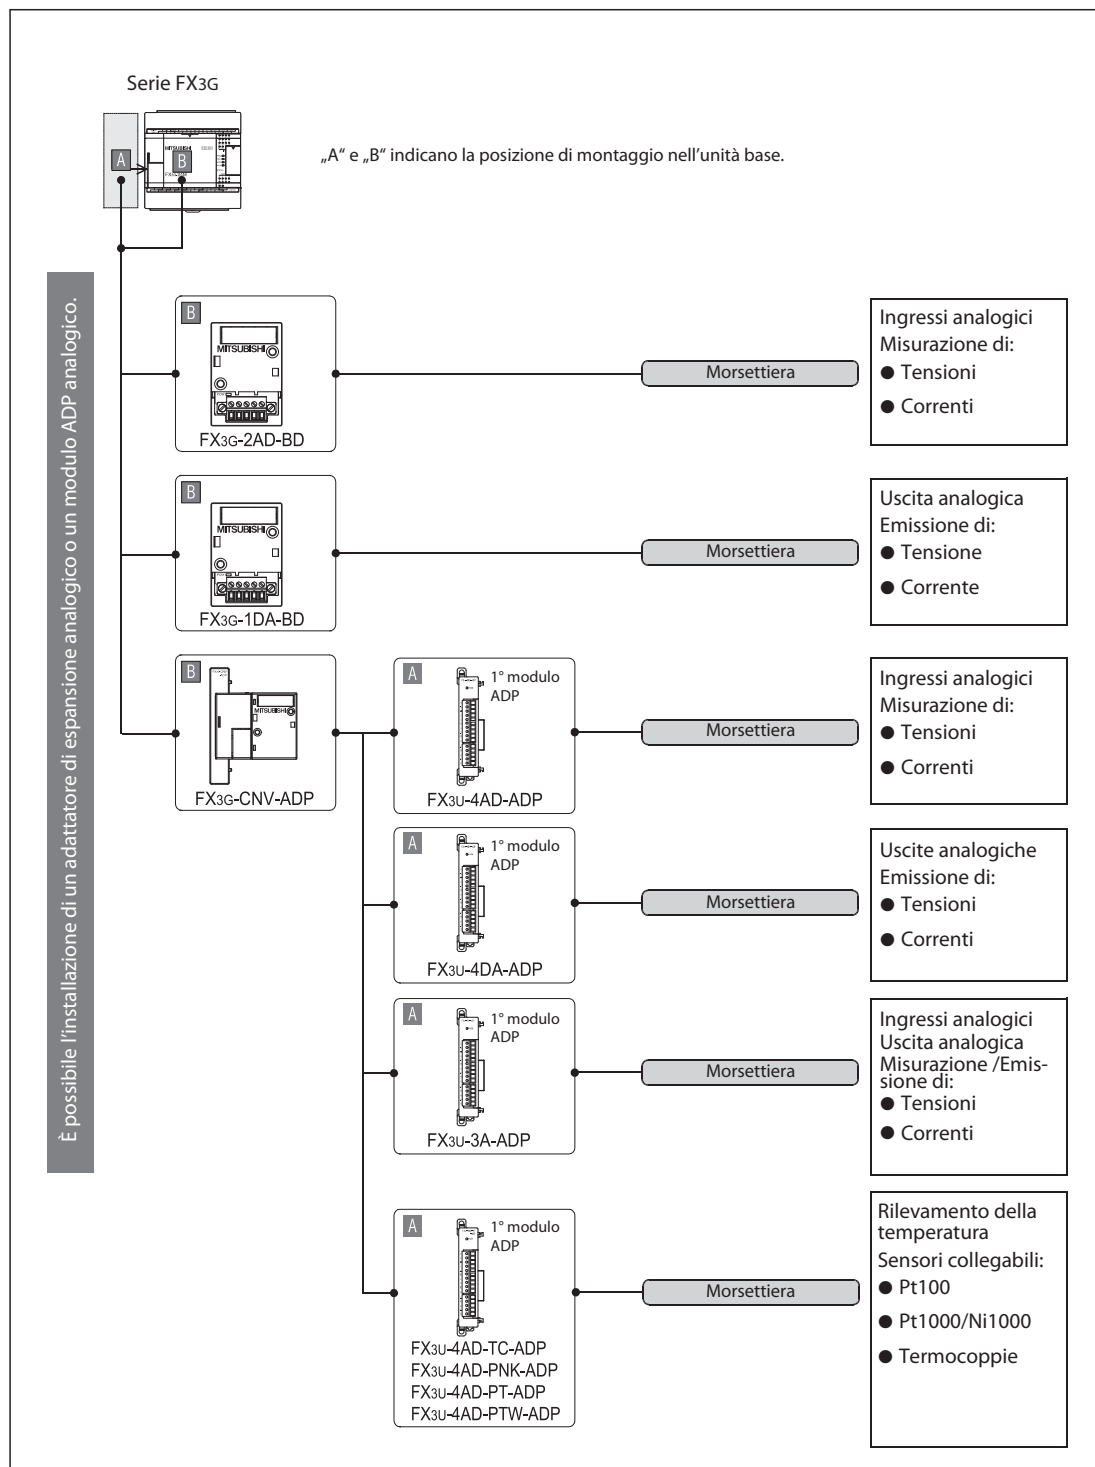 Serie FX3G
A
B
MITSUBISHI
„A“ e „B“ indicano la posizione di montaggio nell’unità base.
È possibile l’installazione di un adattatore di espansione analogico o un modulo ADP analogico.
B
MITSUBISHI
FX3G-2AD-BD
Morsettiera
Ingressi analogici
Misurazione di:
● Tensioni
● Correnti
B
MITSUBISHI
FX3G-1DA-BD
Morsettiera
Uscita analogica
Emissione di:
● Tensione
● Corrente
B
MITSUBISHI
FX3G-CNV-ADP
A
1° modulo
ADP
FX3U-4AD-ADP
Morsettiera
Ingressi analogici
Misurazione di:
● Tensioni
● Correnti
A
1° modulo
ADP
FX3U-4DA-ADP
Morsettiera
Uscite analogiche
Emissione di:
● Tensioni
● Correnti
A
1° modulo
ADP
FX3U-3A-ADP
Morsettiera
Ingressi analogici
Uscita analogica
Misurazione /Emis-
sione di:
● Tensioni
● Correnti
A
1° modulo
ADP
FX3U-4AD-TC-ADP
FX3U-4AD-PNK-ADP
FX3U-4AD-PT-ADP
FX3U-4AD-PTW-ADP
Morsettiera
Rilevamento della
temperatura
Sensori collegabili:
● Pt100
● Pt1000/Ni1000
● Termocoppie